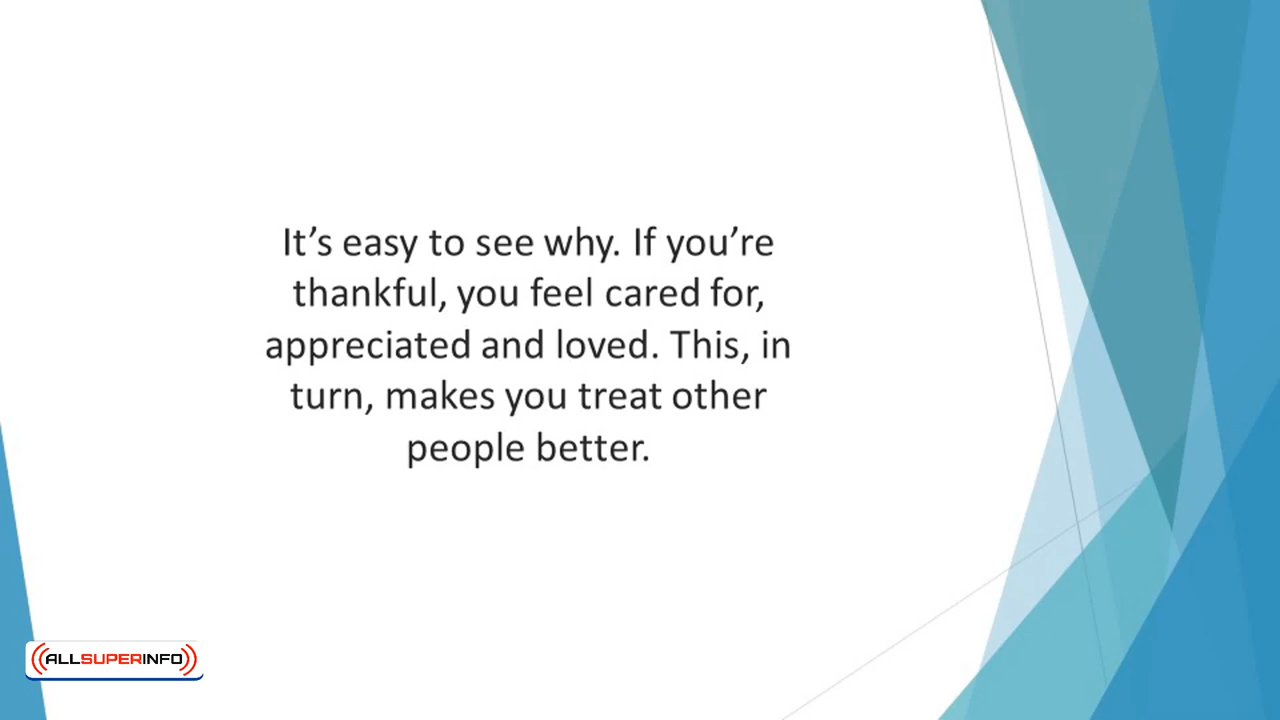 It’s easy to see why. If you’re
thankful, you feel cared for,
appreciated and loved. This, in
turn, makes you treat other
people better.
ALLSUPERINFO